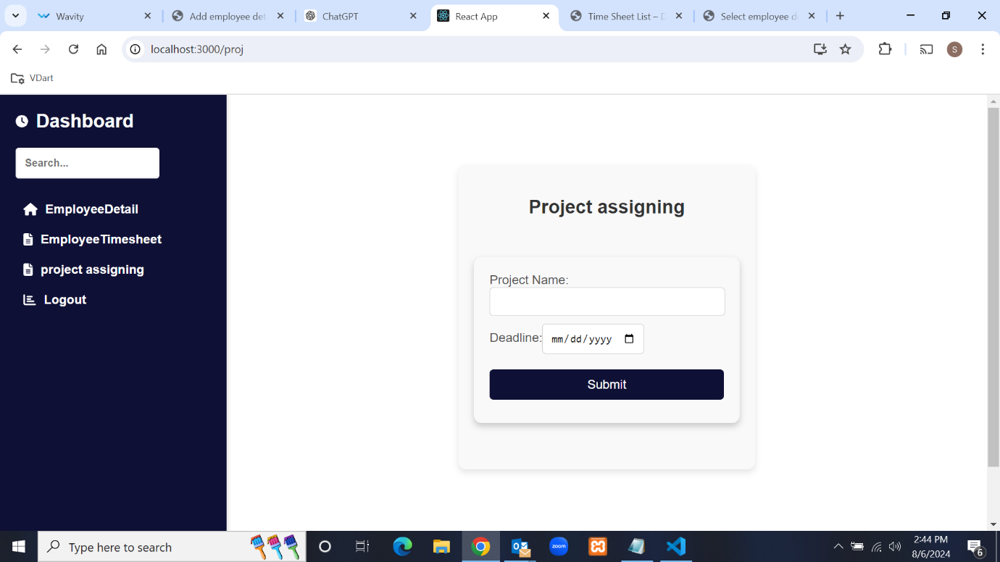 Wavity
Add employee det
ChatGPT
React App
Time Sheet List – D
Select employee d
localhost:3000/proj
S
VDart
Dashboard
Search...
EmployeeDetail
EmployeeTimesheet
project assigning
Logout
Project assigning
Project Name:
Deadline:
mm/dd/yyyy
Submit
Type here to search
zoom
2:44 PM
8/6/2024
6